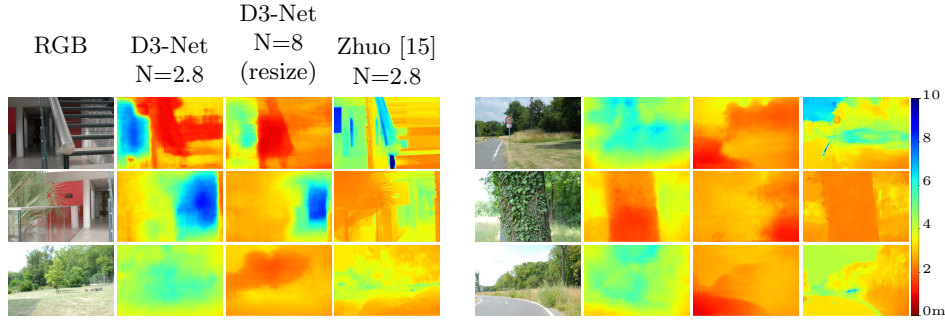 RGB
D3-Net
N=2.8
D3-Net
N=8
(resize)
Zhuo [15]
N=2.8
10
8
6
4
2
0m